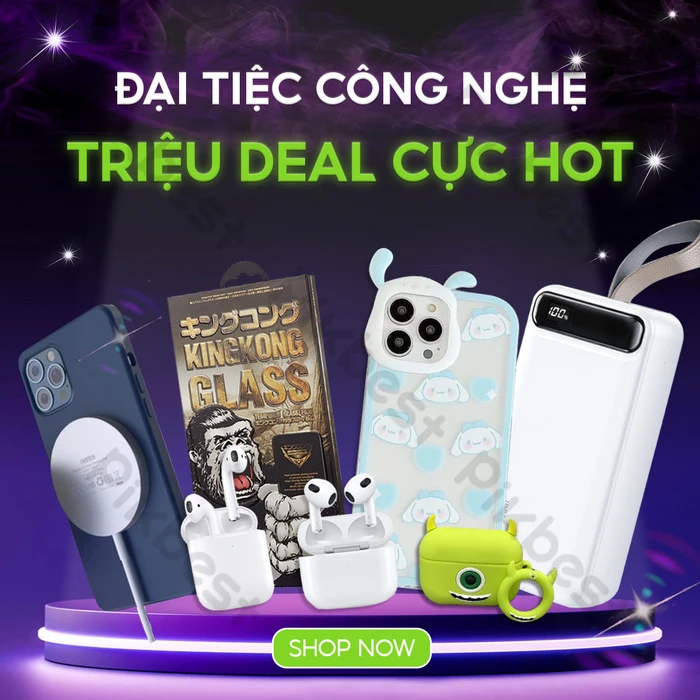 ĐẠI TIỆC CÔNG NGHỆ
TRIỆU DEAL CỰC HOT
キングコング
KINGKONG
GLASS
100%
SHOP NOW
pikbest